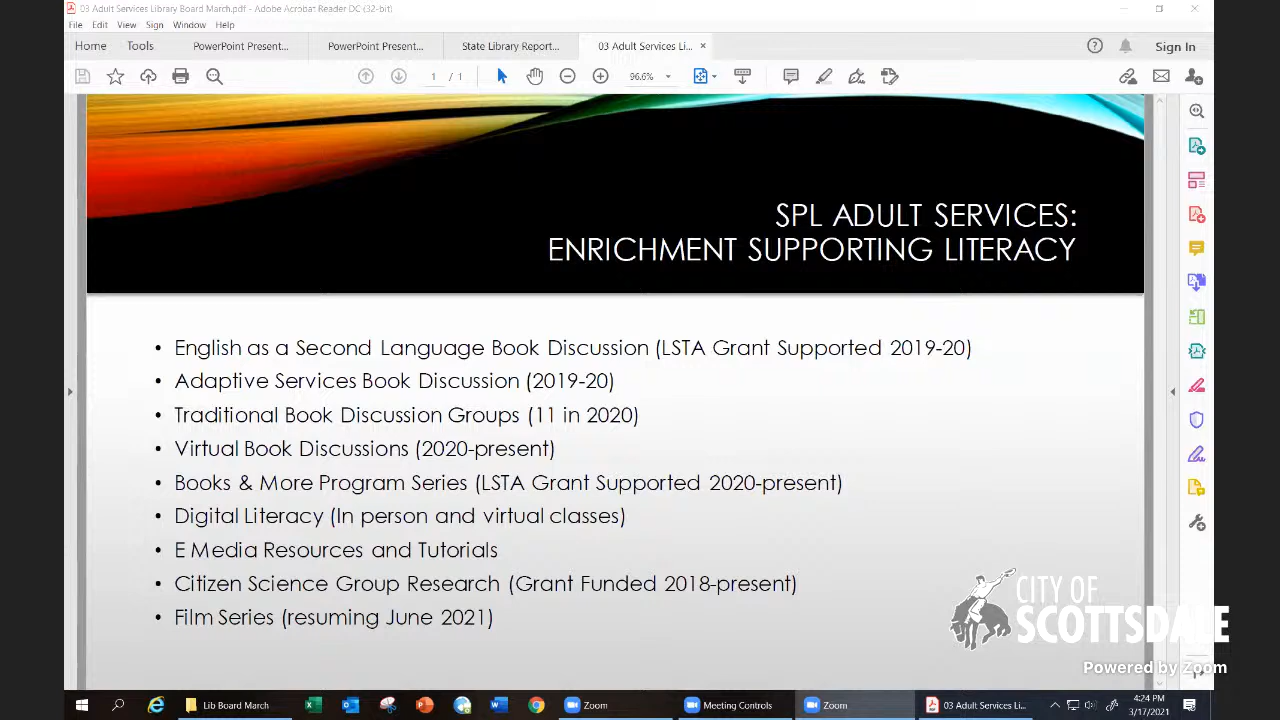 03 Adult Services Library Board March.pdf - Adobe Acrobat Reader DC (32-bit)
File Edit View Sign Window Help
Home Tools PowerPoint Present... PowerPoint Present... State Library Report... 03 Adult Services Li... × Sign In
1 / 1 96.6%
SPL ADULT SERVICES:
ENRICHMENT SUPPORTING LITERACY
• English as a Second Language Book Discussion (LSTA Grant Supported 2019-20)
• Adaptive Services Book Discussion (2019-20)
• Traditional Book Discussion Groups (11 in 2020)
• Virtual Book Discussions (2020-present)
• Books & More Program Series (LSTA Grant Supported 2020-present)
• Digital Literacy (In person and virtual classes)
• E Media Resources and Tutorials
• Citizen Science Group Research (Grant Funded 2018-present)
• Film Series (resuming June 2021)
CITY OF
SCOTTSDALE
Powered by Zoom
Lib Board March Zoom Meeting Controls Zoom 03 Adult Services Li... 4:24 PM
3/17/2021